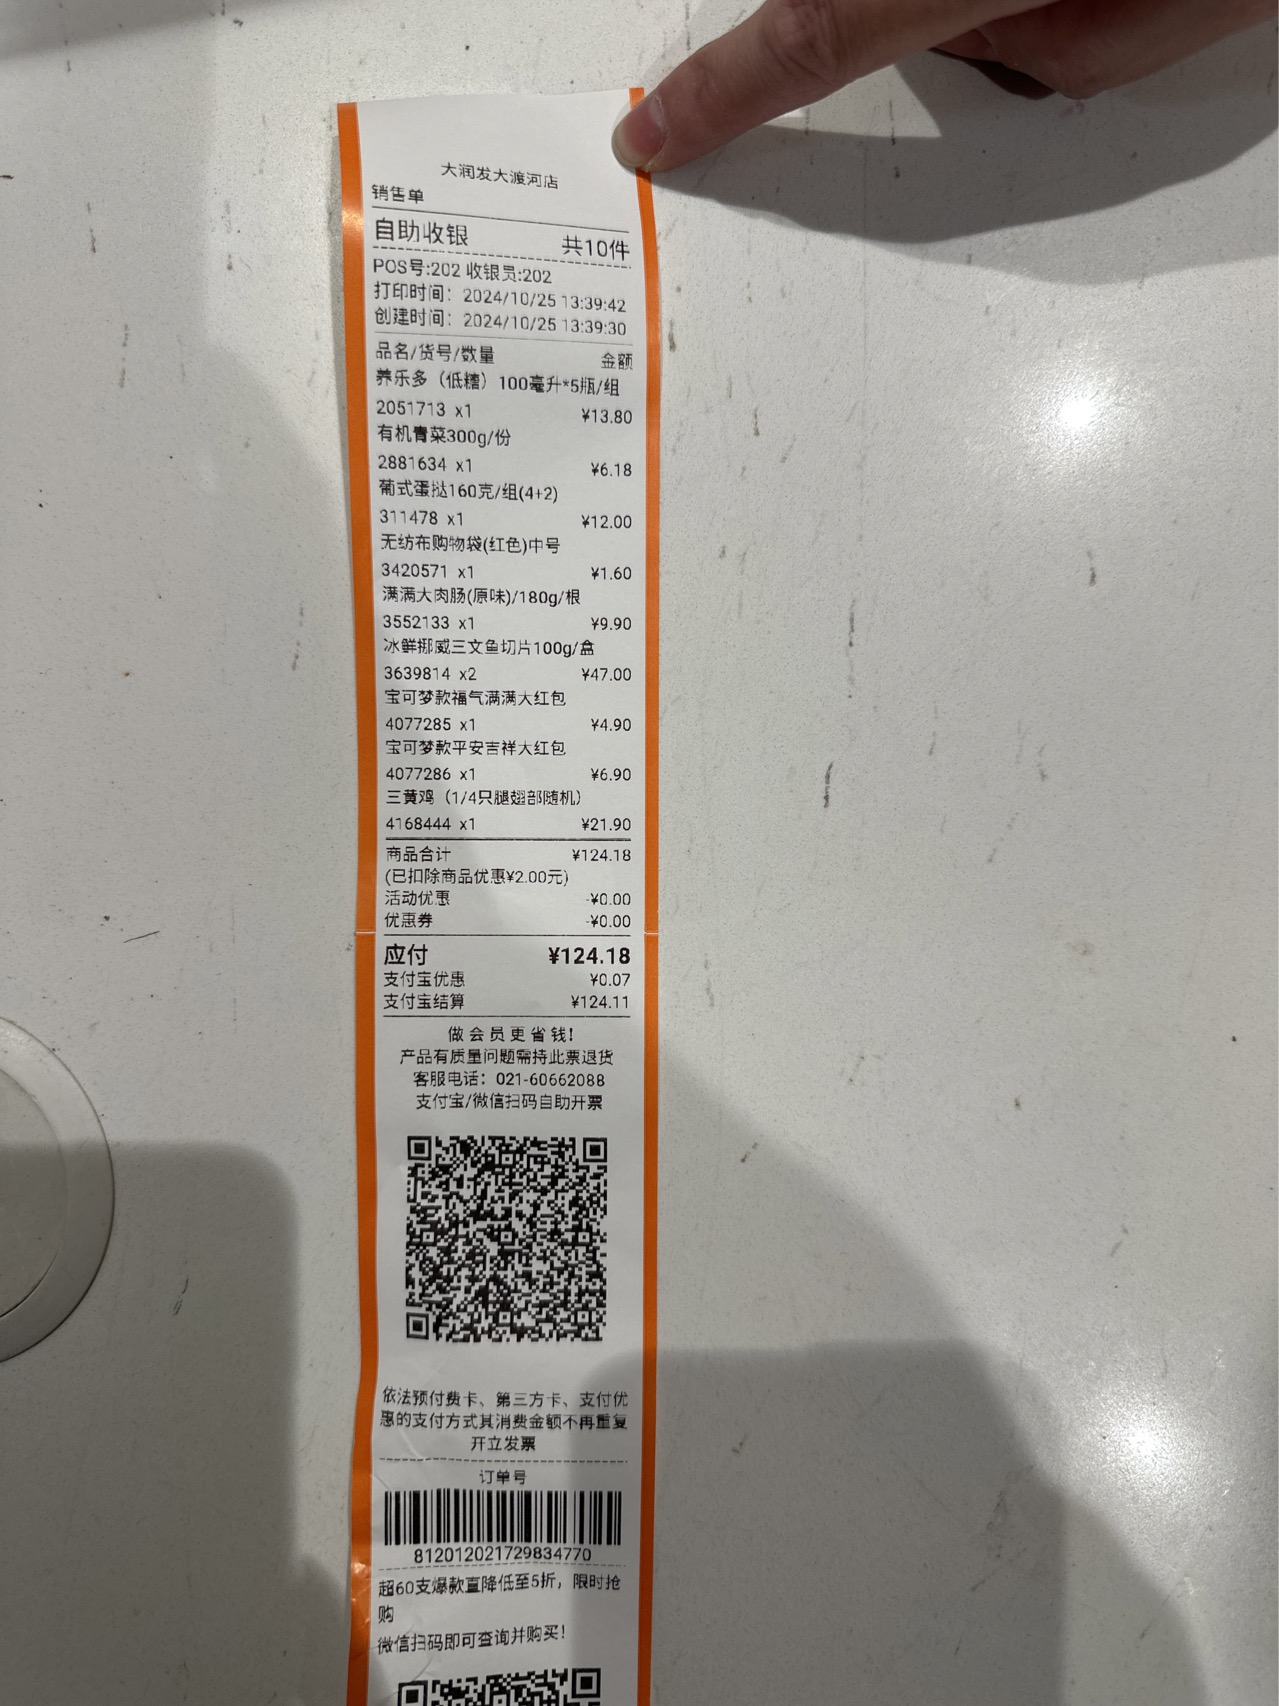 大润发大渡河店
销售单
自助收银 共10件
POS号:202 收银员:202
打印时间：2024/10/25 13:39:42
创建时间：2024/10/25 13:39:30
品名/货号/数量 金额
养乐多（低糖）100毫升*5瓶/组
2051713 x1 ¥13.80
有机青菜300g/份
2881634 x1 ¥6.18
葡式蛋挞160克/组(4+2)
311478 x1 ¥12.00
无纺布购物袋(红色)中号
3420571 x1 ¥1.60
满满大肉肠(原味)/180g/根
3552133 x1 ¥9.90
冰鲜挪威三文鱼切片100g/盒
3639814 x2 ¥47.00
宝可梦款福气满满大红包
4077285 x1 ¥4.90
宝可梦款平安吉祥大红包
4077286 x1 ¥6.90
三黄鸡（1/4只腿翅部随机）
4168444 x1 ¥21.90
商品合计 ¥124.18
(已扣除商品优惠¥2.00元)
活动优惠 -¥0.00
优惠券 -¥0.00
应付 ¥124.18
支付宝优惠 ¥0.07
支付宝结算 ¥124.11
做会员更省钱！
产品有质量问题需持此票退货
客服电话：021-60662088
支付宝/微信扫码自助开票
依法预付费卡、第三方卡、支付优
惠的支付方式其消费金额不再重复
开立发票
订单号
812012021729834770
超60支爆款直降低至5折，限时抢
购
微信扫码即可查询并购买！